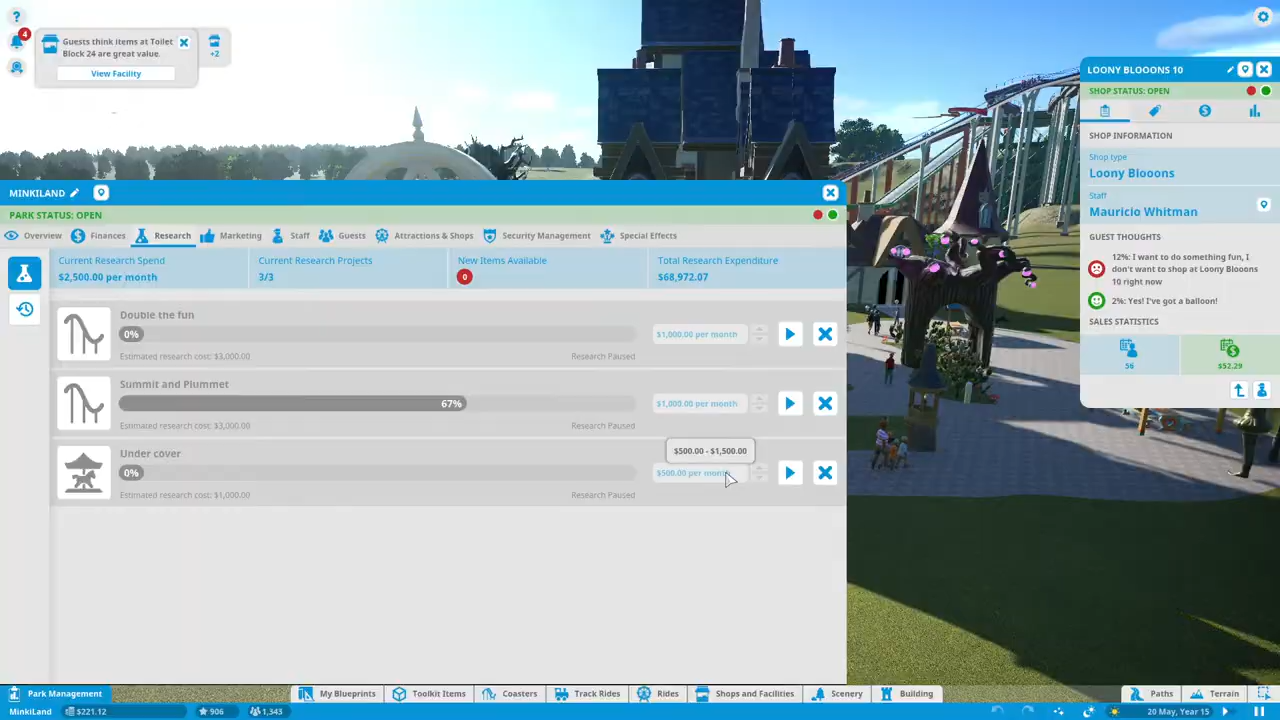 ?
4
Guests think items at Toilet
Block 24 are great value.
View Facility
+2
LOONY BLOOONS 10
SHOP STATUS: OPEN
SHOP INFORMATION
Shop type
Loony Blooons
Staff
Mauricio Whitman
GUEST THOUGHTS
12%: I want to do something fun, I
don't want to shop at Loony Blooons
10 right now
2%: Yes! I've got a balloon!
SALES STATISTICS
56
$52.29
MINKILAND
PARK STATUS: OPEN
Overview Finances Research Marketing Staff Guests Attractions & Shops Security Management Special Effects
Current Research Spend Current Research Projects New Items Available Total Research Expenditure
$2,500.00 per month 3/3 0 $68,972.07
Double the fun
0% $1,000.00 per month
Estimated research cost: $3,000.00 Research Paused
Summit and Plummet
67% $1,000.00 per month
Estimated research cost: $3,000.00 Research Paused
Under cover
$500.00 - $1,500.00
0% $500.00 per month
Estimated research cost: $1,000.00 Research Paused
Park Management My Blueprints Toolkit Items Coasters Track Rides Rides Shops and Facilities Scenery Building Paths Terrain
MinkiLand $221.12 906 1,343 20 May, Year 15